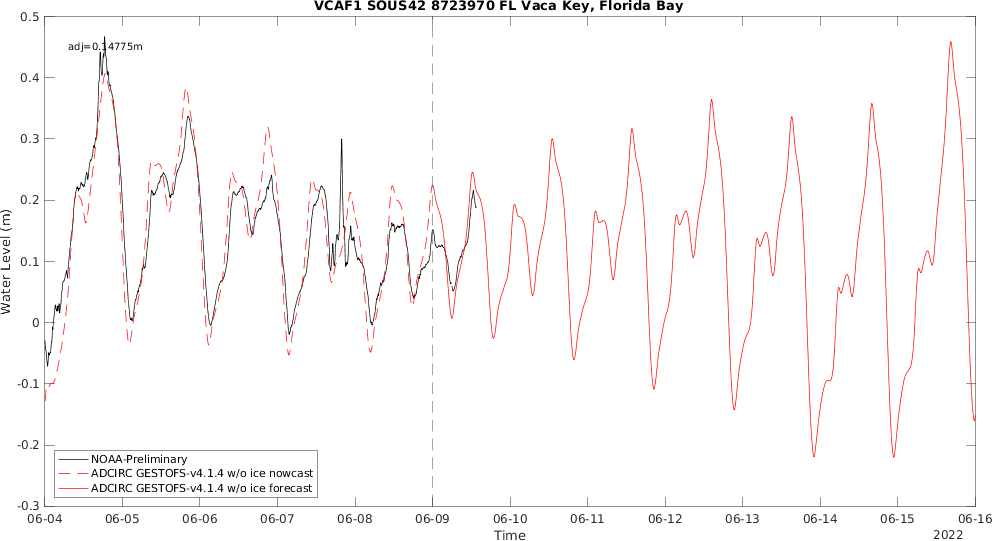 VCAF1 SOUS42 8723970 FL Vaca Key, Florida Bay
adj=0.14775m
0.5
0.4
0.3
0.2
0.1
0
-0.1
-0.2
-0.3
Water Level (m)
NOAA-Preliminary
ADCIRC GESTOFS-v4.1.4 w/o ice nowcast
ADCIRC GESTOFS-v4.1.4 w/o ice forecast
06-04 06-05 06-06 06-07 06-08 06-09 06-10 06-11 06-12 06-13 06-14 06-15 06-16
Time
2022